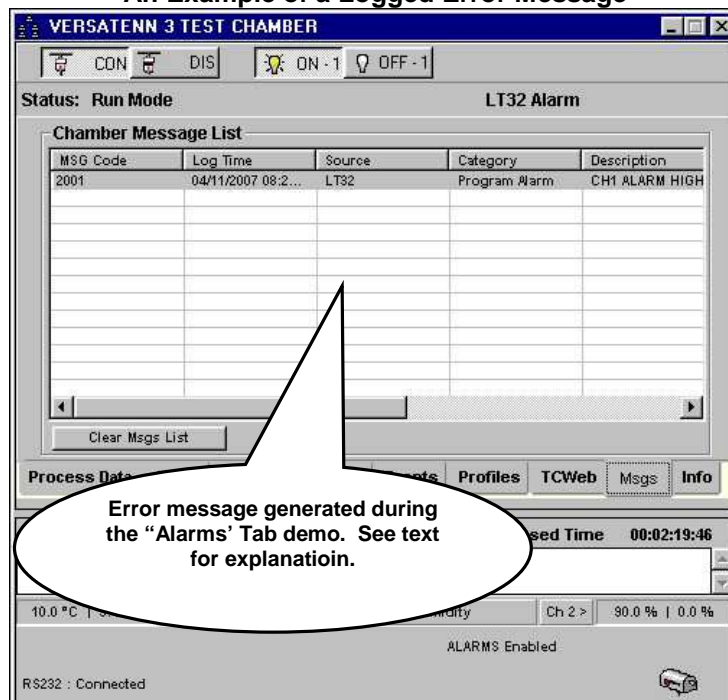 An Example of a Logged Error Message
VERSATENN 3 TEST CHAMBER
CON DIS ON - 1 OFF - 1
Status: Run Mode LT32 Alarm
Chamber Message List
MSG Code Log Time Source Category Description
2001 04/11/2007 08:2... LT32 Program Alarm CH1 ALARM HIGH
Clear Msgs List
Process Data Profiles TCWeb Msgs Info
Error message generated during
the “Alarms’ Tab demo. See text
for explanatioin.
Time 00:02:19:46
10.0 °C | Ch 2 > 90.0 % | 0.0 %
ALARMS Enabled
RS232 : Connected